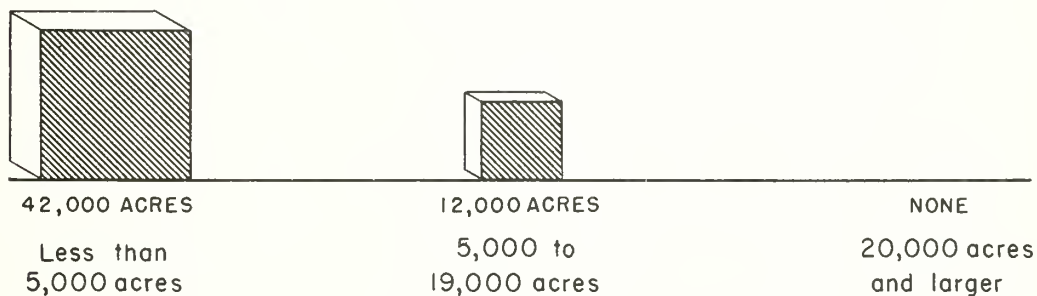 42,000 ACRES 12,000 ACRES NONE
Less than 5,000 to 20,000 acres
5,000 acres 19,000 acres and larger